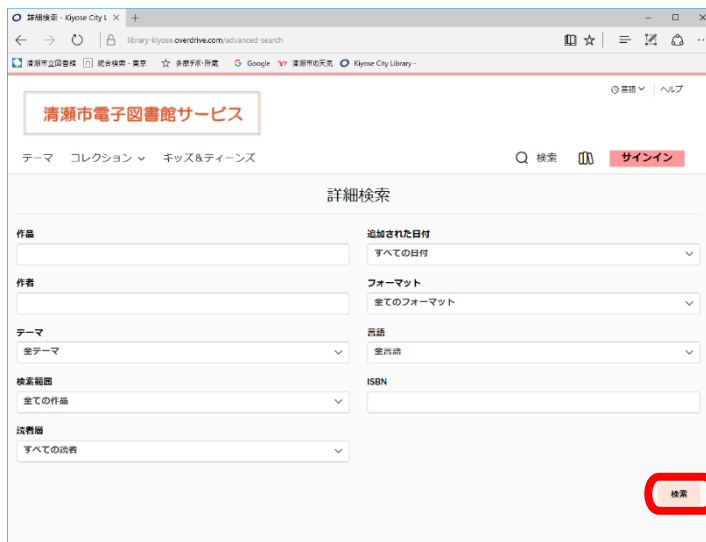 詳細検索 - Kiyose City L
library-kiyose.overdrive.com/advanced-search
清瀬市立図書館 統合検索 - 東京 多摩デポ・所蔵 Google 清瀬市の天気 Kiyose City Library -
言語 ヘルプ
清瀬市電子図書館サービス
テーマ コレクション キッズ&ティーンズ 検索 サインイン
詳細検索
作品 追加された日付
すべての日付
作者 フォーマット
全てのフォーマット
テーマ 言語
全テーマ 全言語
検索範囲 ISBN
全ての作品
読者層
すべての読者
検索